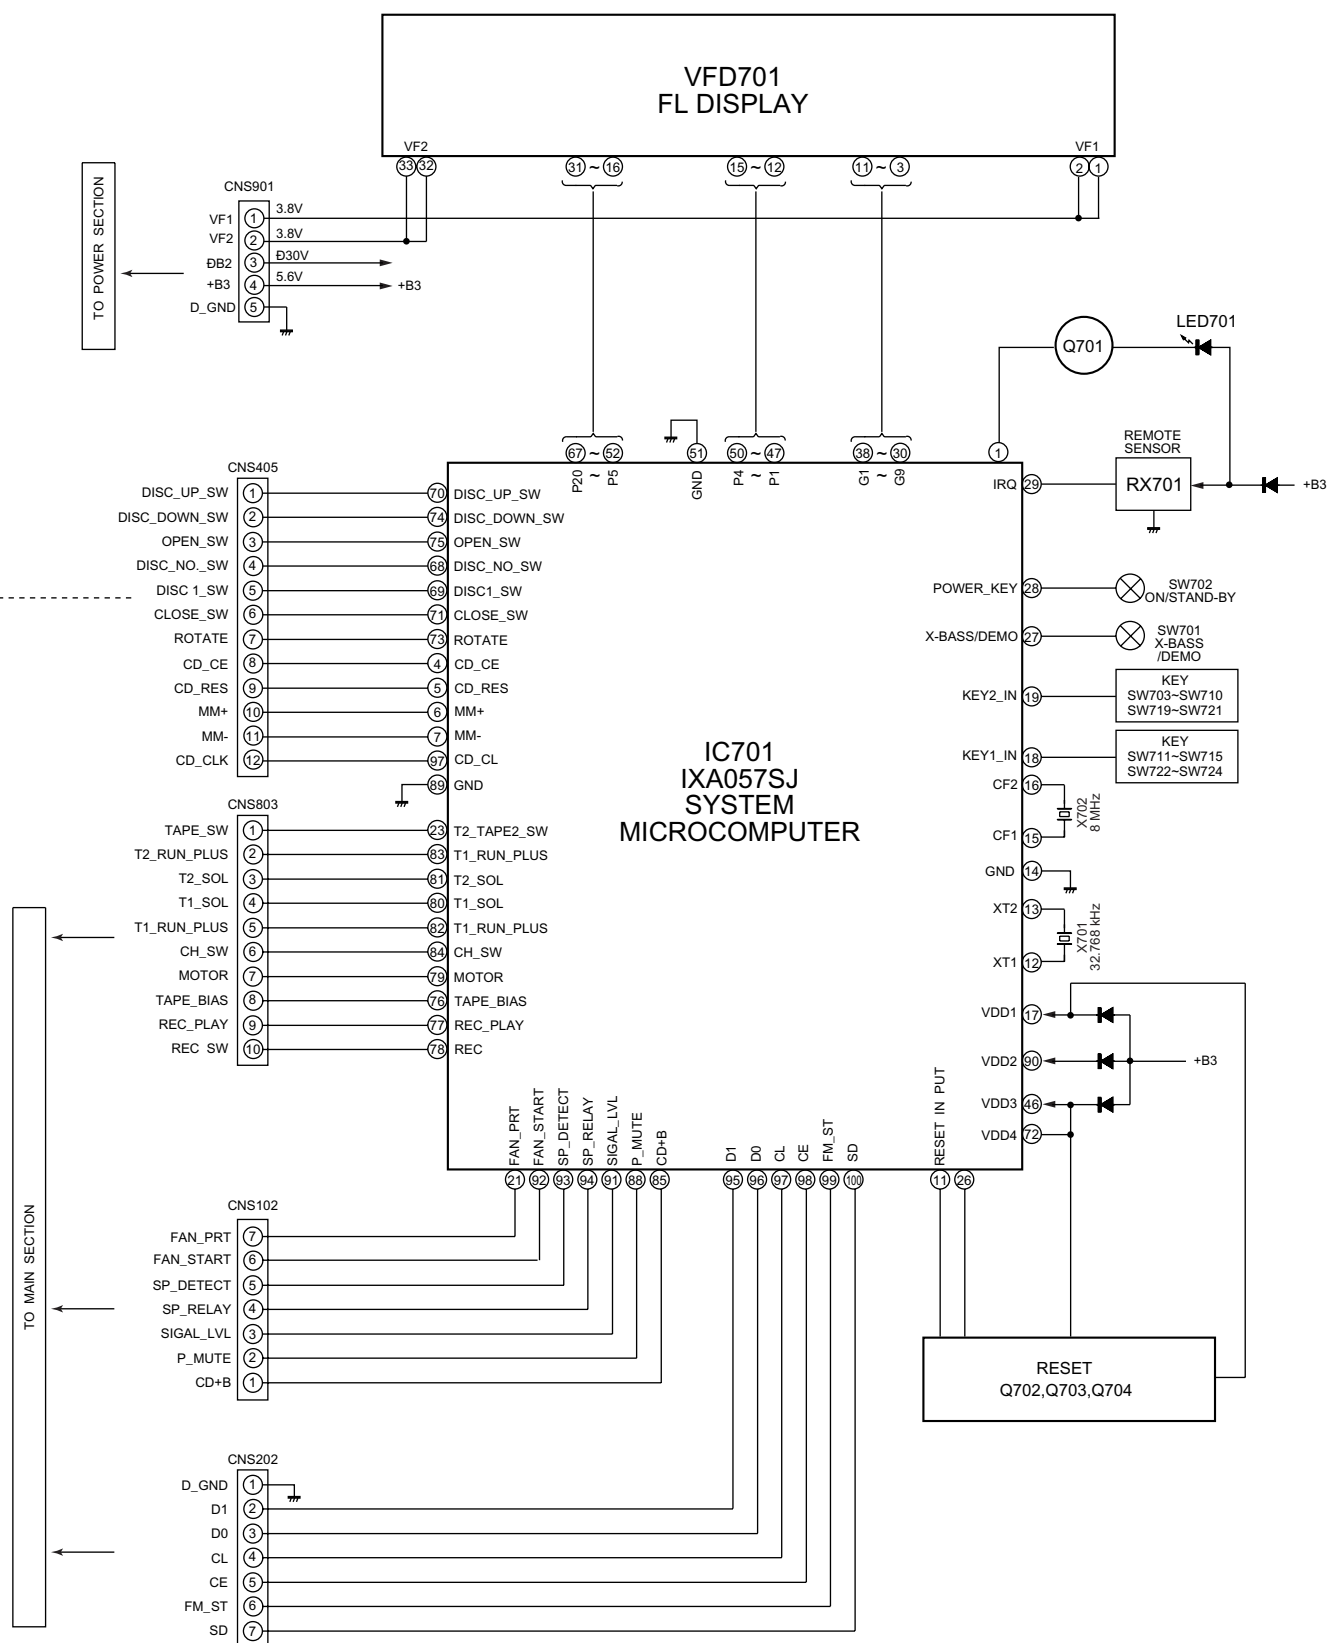 VFD701
FL DISPLAY
VF2
VF1
33 32
31 ~ 16
15 ~ 12
11 ~ 3
2 1
TO POWER SECTION
CNS901
VF1 1 3.8V
VF2 2 3.8V
ÐB2 3 Ð30V
+B3 4 5.6V +B3
D_GND 5
Q701
LED701
67 ~ 52
51
50 ~ 47
38 ~ 30
1
P20 ~ P5
GND
P4 ~ P1
G1 ~ G9
REMOTE
SENSOR
IRQ 29 RX701 +B3
CNS405
DISC_UP_SW 1 70 DISC_UP_SW
DISC_DOWN_SW 2 74 DISC_DOWN_SW
OPEN_SW 3 75 OPEN_SW
DISC_NO._SW 4 68 DISC_NO_SW
DISC 1_SW 5 69 DISC1_SW
CLOSE_SW 6 71 CLOSE_SW
ROTATE 7 73 ROTATE
CD_CE 8 4 CD_CE
CD_RES 9 5 CD_RES
MM+ 10 6 MM+
MM- 11 7 MM-
CD_CLK 12 97 CD_CL
89 GND
POWER_KEY 28
SW702
ON/STAND-BY
X-BASS/DEMO 27
SW701
X-BASS
/DEMO
KEY2_IN 19
KEY
SW703~SW710
SW719~SW721
KEY1_IN 18
KEY
SW711~SW715
SW722~SW724
IC701
IXA057SJ
SYSTEM
MICROCOMPUTER
CF2 16
X702
8 MHz
CF1 15
GND 14
XT2 13
X701
32.768 kHz
XT1 12
VDD1 17
VDD2 90 +B3
VDD3 46
VDD4 72
CNS803
TAPE_SW 1 23 T2_TAPE2_SW
T2_RUN_PLUS 2 83 T1_RUN_PLUS
T2_SOL 3 81 T2_SOL
T1_SOL 4 80 T1_SOL
T1_RUN_PLUS 5 82 T1_RUN_PLUS
CH_SW 6 84 CH_SW
MOTOR 7 79 MOTOR
TAPE_BIAS 8 76 TAPE_BIAS
REC_PLAY 9 77 REC_PLAY
REC SW 10 78 REC
FAN_PRT
FAN_START
SP_DETECT
SP_RELAY
SIGAL_LVL
P_MUTE
CD+B
D1
D0
CL
CE
FM_ST
SD
RESET IN PUT
21 92 93 94 91 88 85
95 96 97 98 99 100
11 26
TO MAIN SECTION
CNS102
FAN_PRT 7
FAN_START 6
SP_DETECT 5
SP_RELAY 4
SIGAL_LVL 3
P_MUTE 2
CD+B 1
RESET
Q702,Q703,Q704
CNS202
D_GND 1
D1 2
D0 3
CL 4
CE 5
FM_ST 6
SD 7